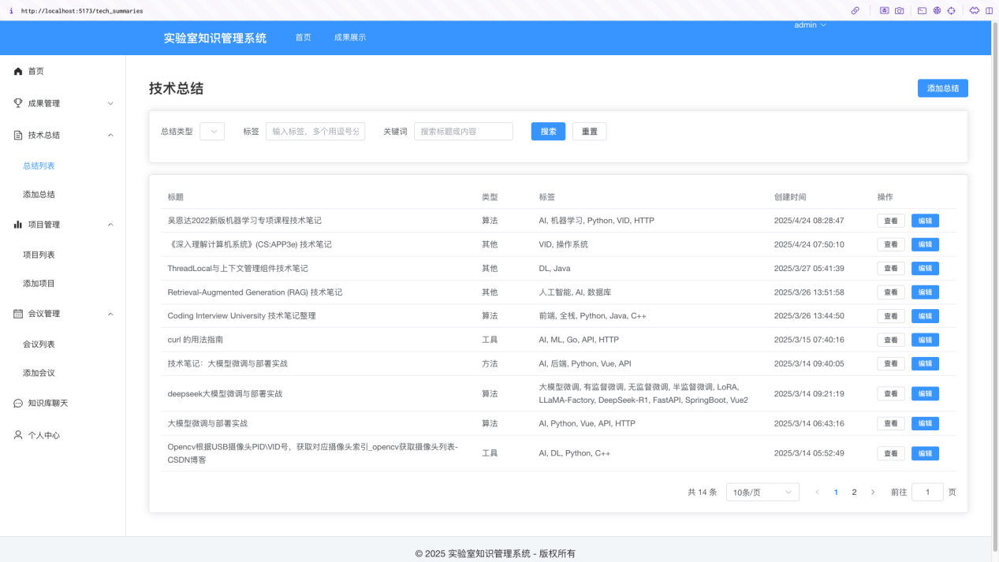 http://localhost:5173/tech_summaries
实验室知识管理系统 首页 成果展示 admin
首页
成果管理
技术总结
总结列表
添加总结
项目管理
项目列表
添加项目
会议管理
会议列表
添加会议
知识库聊天
个人中心
技术总结 添加总结
总结类型 标签 输入标签，多个用逗号分 关键词 搜索标题或内容 搜索 重置
标题 类型 标签 创建时间 操作
吴恩达2022新版机器学习专项课程技术笔记 算法 AI, 机器学习, Python, VID, HTTP 2025/4/24 08:28:47 查看 编辑
《深入理解计算机系统》(CS:APP3e) 技术笔记 其他 VID, 操作系统 2025/4/24 07:50:10 查看 编辑
ThreadLocal与上下文管理组件技术笔记 其他 DL, Java 2025/3/27 05:41:39 查看 编辑
Retrieval-Augmented Generation (RAG) 技术笔记 其他 人工智能, AI, 数据库 2025/3/26 13:51:58 查看 编辑
Coding Interview University 技术笔记整理 算法 前端, 全栈, Python, Java, C++ 2025/3/26 13:44:50 查看 编辑
curl 的用法指南 工具 AI, ML, Go, API, HTTP 2025/3/15 07:40:16 查看 编辑
技术笔记：大模型微调与部署实战 方法 AI, 后端, Python, Vue, API 2025/3/14 09:40:05 查看 编辑
deepseek大模型微调与部署实战 算法 大模型微调, 有监督微调, 无监督微调, 半监督微调, LoRA,
LLaMA-Factory, DeepSeek-R1, FastAPI, SpringBoot, Vue2 2025/3/14 09:21:19 查看 编辑
大模型微调与部署实战 算法 AI, Python, Vue, API, HTTP 2025/3/14 06:43:16 查看 编辑
Opencv根据USB摄像头PID\VID号，获取对应摄像头索引_opencv获取摄像头列表-
CSDN博客 工具 AI, DL, Python, C++ 2025/3/14 05:52:49 查看 编辑
共 14 条 10条/页 1 2 前往 1 页
© 2025 实验室知识管理系统 - 版权所有